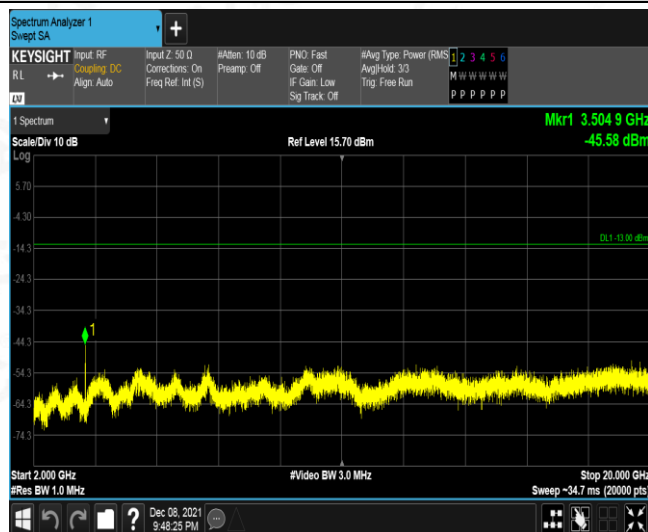 Spectrum Analyzer 1
Swept SA
+
KEYSIGHT Input: RF Input Z: 50 Ω #Atten: 10 dB PNO: Fast #Avg Type: Power (RMS 1 2 3 4 5 6
RL Coupling: DC Corrections: On Preamp: Off Gate: Off Avg|Hold: 3/3 M W W W W W
Align: Auto Freq Ref: Int (S) IF Gain: Low Trig: Free Run
Sig Track: Off P P P P P P
LXI
1 Spectrum Mkr1 3.504 9 GHz
Scale/Div 10 dB Ref Level 15.70 dBm -45.58 dBm
Log
5.70
-4.30
DL1 -13.00 dBm
-14.3
-24.3
-34.3
1
-44.3
-54.3
-64.3
-74.3
Start 2.000 GHz #Video BW 3.0 MHz Stop 20.000 GHz
#Res BW 1.0 MHz Sweep ~34.7 ms (20000 pts)
? Dec 08, 2021
9:48:25 PM